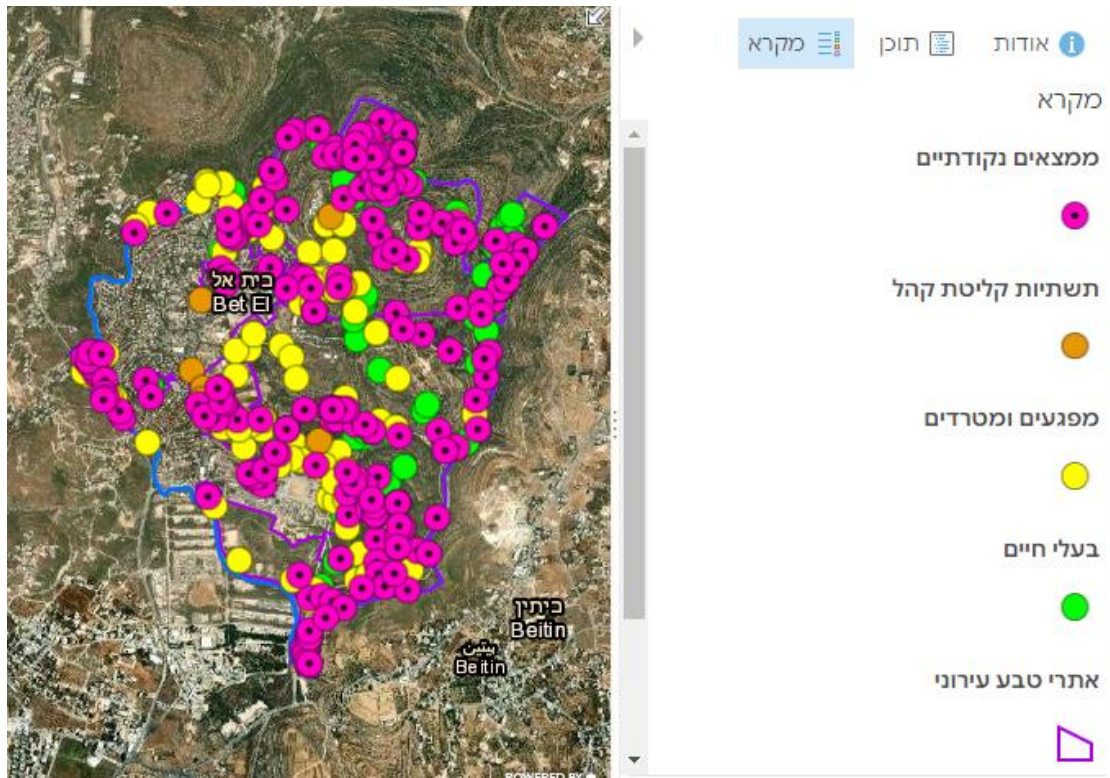 אודות
תוכן
מקרא
מקרא
ממצאים נקודתיים
תשתיות קליטת קהל
מפגעים ומטרדים
בעלי חיים
אתרי טבע עירוני
בית אל
Bet El
ביתין
Beitin
بيتين
Beitin
POWERED BY